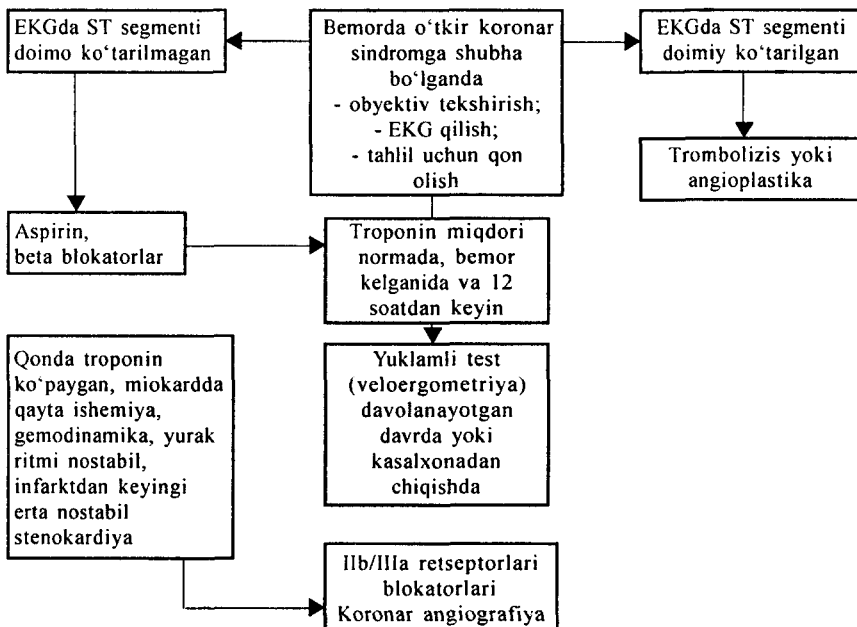 EKGda ST segmenti
doimo ko‘tarilmagan
Bemorda o‘tkir koronar
sindromga shubha
bo‘lganda
- obyektiv tekshirish;
- EKG qilish;
- tahlil uchun qon
olish
EKGda ST segmenti
doimiy ko‘tarilgan
Trombolizis yoki
angioplastika
Aspirin,
beta blokatorlar
Troponin miqdori
normada, bemor
kelganida va 12
soatdan keyin
Qonda troponin
ko‘paygan, miokardda
qayta ishemiya,
gemodinamika, yurak
ritmi nostabil,
infarktdan keyingi
erta nostabil
stenokardiya
Yuklamli test
(veloergometriya)
davolanayotgan
davrda yoki
kasalxonadan
chiqishda
IIb/IIIa retseptorlari
blokatorlari
Koronar angiografiya